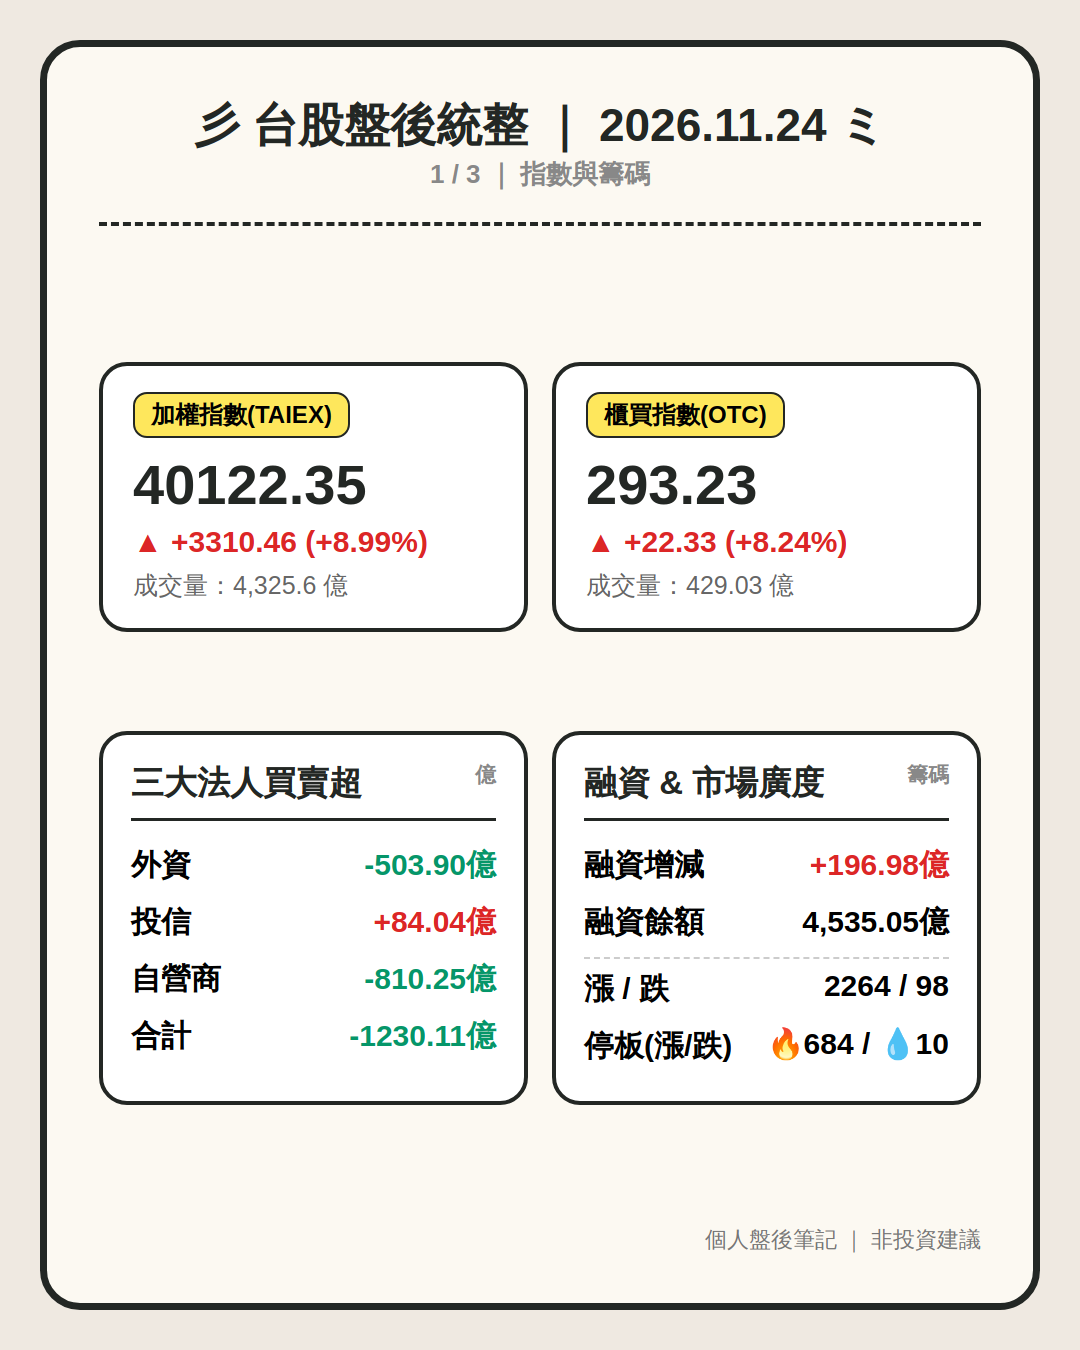 彡 台股盤後統整 ｜ 2026.11.24 ミ
1 / 3 ｜ 指數與籌碼
加權指數(TAIEX)
40122.35
▲ +3310.46 (+8.99%)
成交量：4,325.6 億
櫃買指數(OTC)
293.23
▲ +22.33 (+8.24%)
成交量：429.03 億
三大法人買賣超 億
外資 -503.90億
投信 +84.04億
自營商 -810.25億
合計 -1230.11億
融資 & 市場廣度 籌碼
融資增減 +196.98億
融資餘額 4,535.05億
漲 / 跌 2264 / 98
停板(漲/跌) 🔥684 / 💧10
個人盤後筆記 ｜ 非投資建議